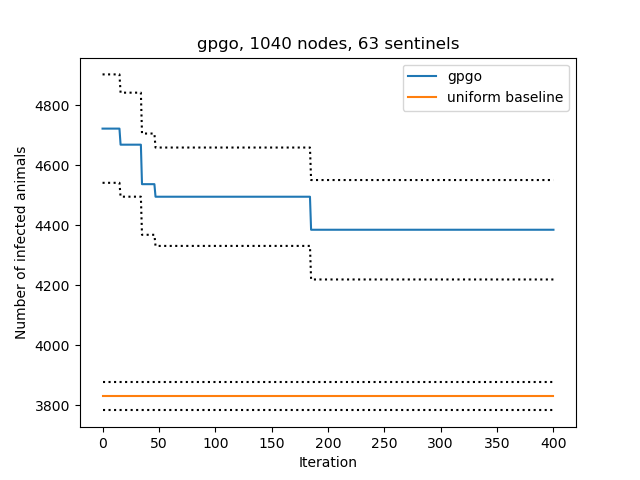 gpgo, 1040 nodes, 63 sentinels
gpgo
uniform baseline
Number of infected animals
4800
4600
4400
4200
4000
3800
0 50 100 150 200 250 300 350 400
Iteration